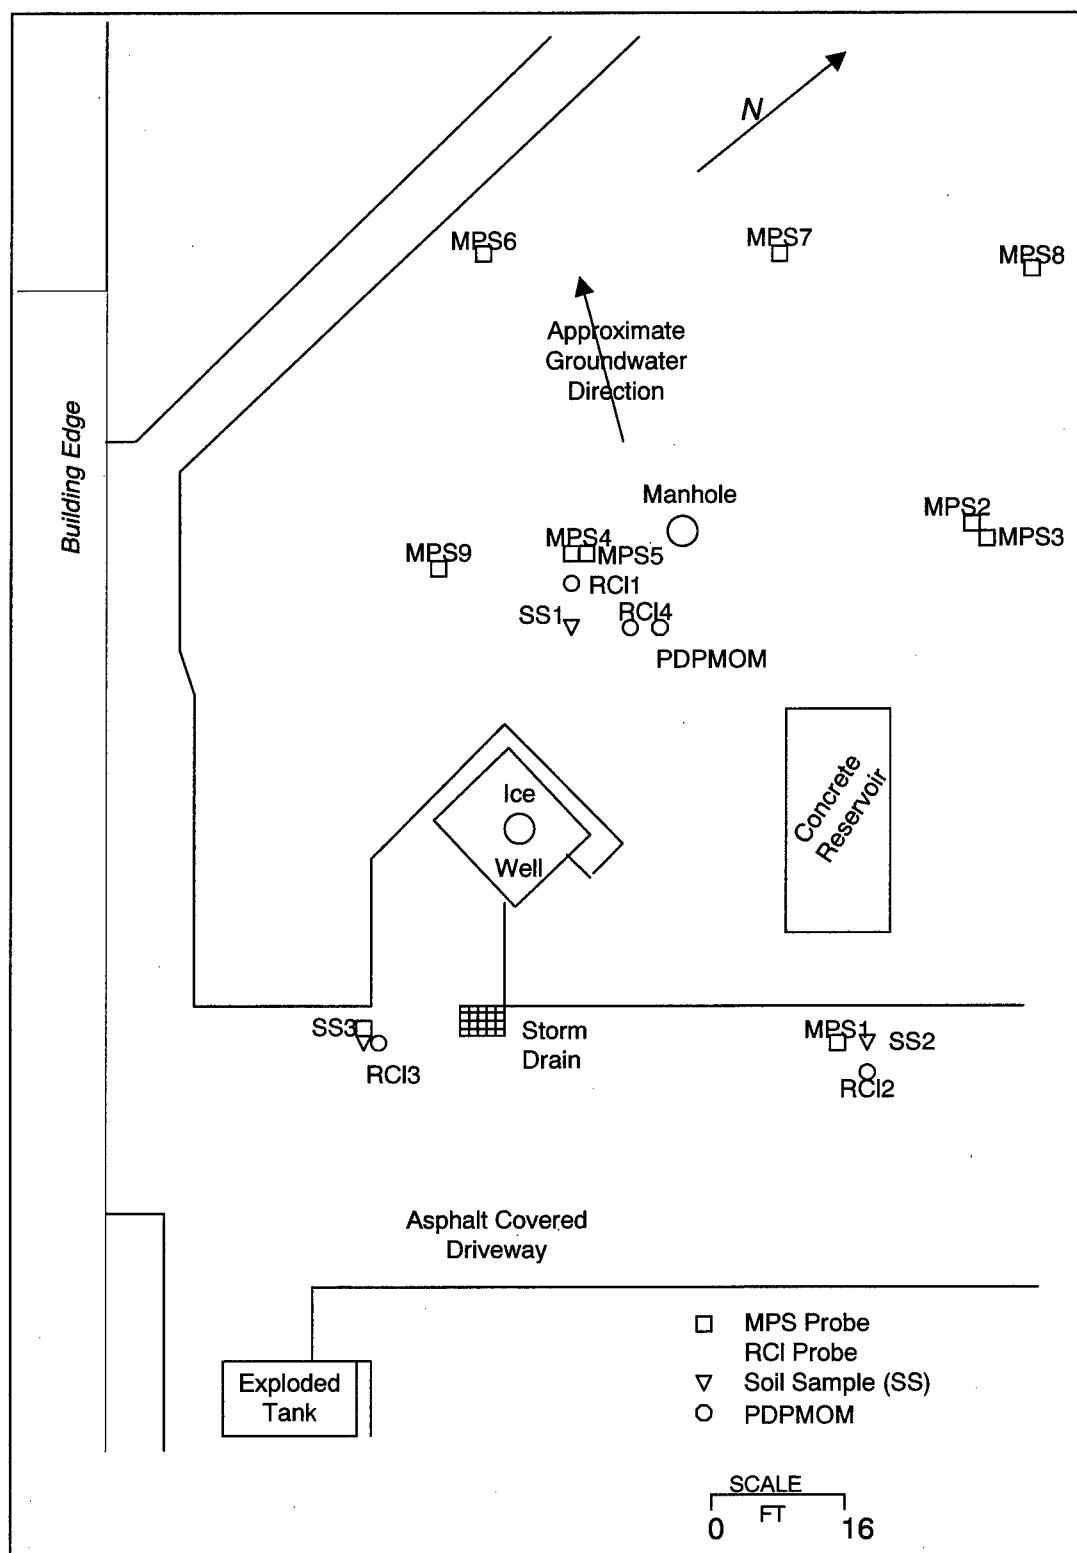 N
MPS6
MPS7
MPS8
Approximate
Groundwater
Direction
Building Edge
Manhole
MPS2
MPS3
MPS4
MPS9
MPS5
RCI1
SS1
RCI4
PDPMOM
Concrete
Reservoir
Ice
Well
SS3
RCI3
Storm
Drain
MPS1
SS2
RCI2
Asphalt Covered
Driveway
MPS Probe
RCI Probe
Soil Sample (SS)
PDPMOM
Exploded
Tank
SCALE
FT
0 16